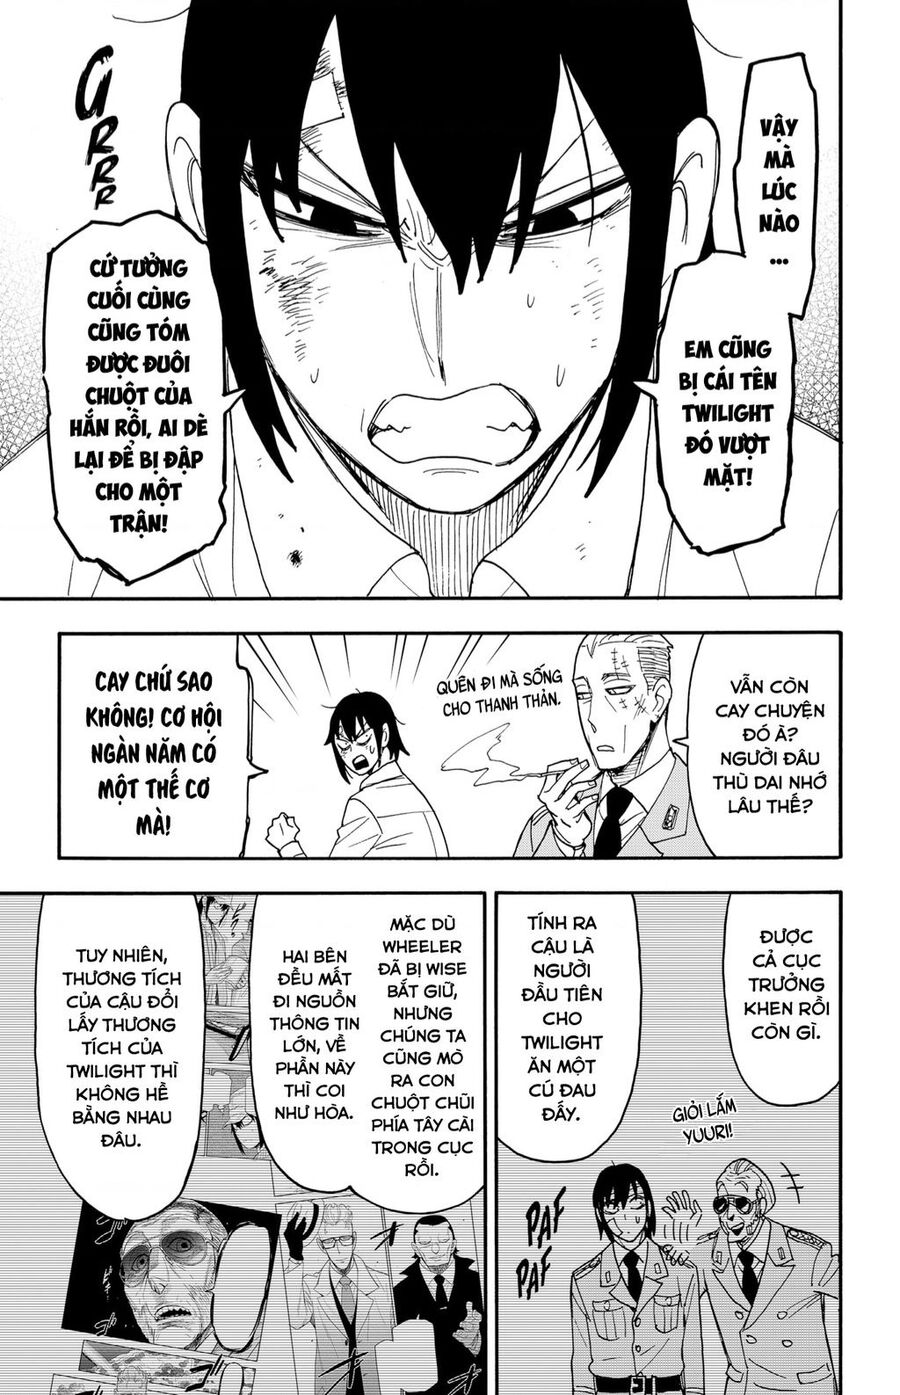 VẬY
MÀ
LÚC
NÀO
...
EM CŨNG
BỊ CÁI TÊN
TWILIGHT
ĐÓ VƯỢT
MẶT!
GRRR
CỨ TƯỞNG
CUỐI CÙNG
CŨNG TÓM
ĐƯỢC ĐUÔI
CHUỘT CỦA
HẮN RỒI, AI DÈ
LẠI ĐỂ BỊ ĐẬP
CHO MỘT
TRẬN!
VẪN CÒN
CAY CHUYỆN
ĐÓ À?
NGƯỜI ĐÂU
THÙ DAI NHỚ
LÂU THẾ?
QUÊN ĐI MÀ SỐNG
CHO THANH THẢN.
CAY CHỨ SAO
KHÔNG! CƠ HỘI
NGÀN NĂM CÓ
MỘT THẾ CƠ
MÀ!
ĐƯỢC
CẢ CỤC
TRƯỞNG
KHEN RỒI
CÒN GÌ.
GIỎI LẮM
YUURI!
TÍNH RA
CẬU LÀ
NGƯỜI
ĐẦU TIÊN
CHO
TWILIGHT
ĂN MỘT
CÚ ĐAU
ĐẤY.
PAF
PAF
MẶC DÙ
WHEELER
ĐÃ BỊ WISE
BẮT GIỮ,
NHƯNG
CHÚNG TA
CŨNG MÒ
RA CON
CHUỘT CHŨI
PHÍA TÂY CÀI
TRONG CỤC
RỒI.
HAI BÊN
ĐỀU MẤT
ĐI NGUỒN
THÔNG TIN
LỚN, VỀ
PHẦN NÀY
THÌ COI
NHƯ HÒA.
TUY NHIÊN,
THƯƠNG TÍCH
CỦA CẬU ĐỔI
LẤY THƯƠNG
TÍCH CỦA
TWILIGHT THÌ
KHÔNG HỀ
BẰNG NHAU
ĐÂU.